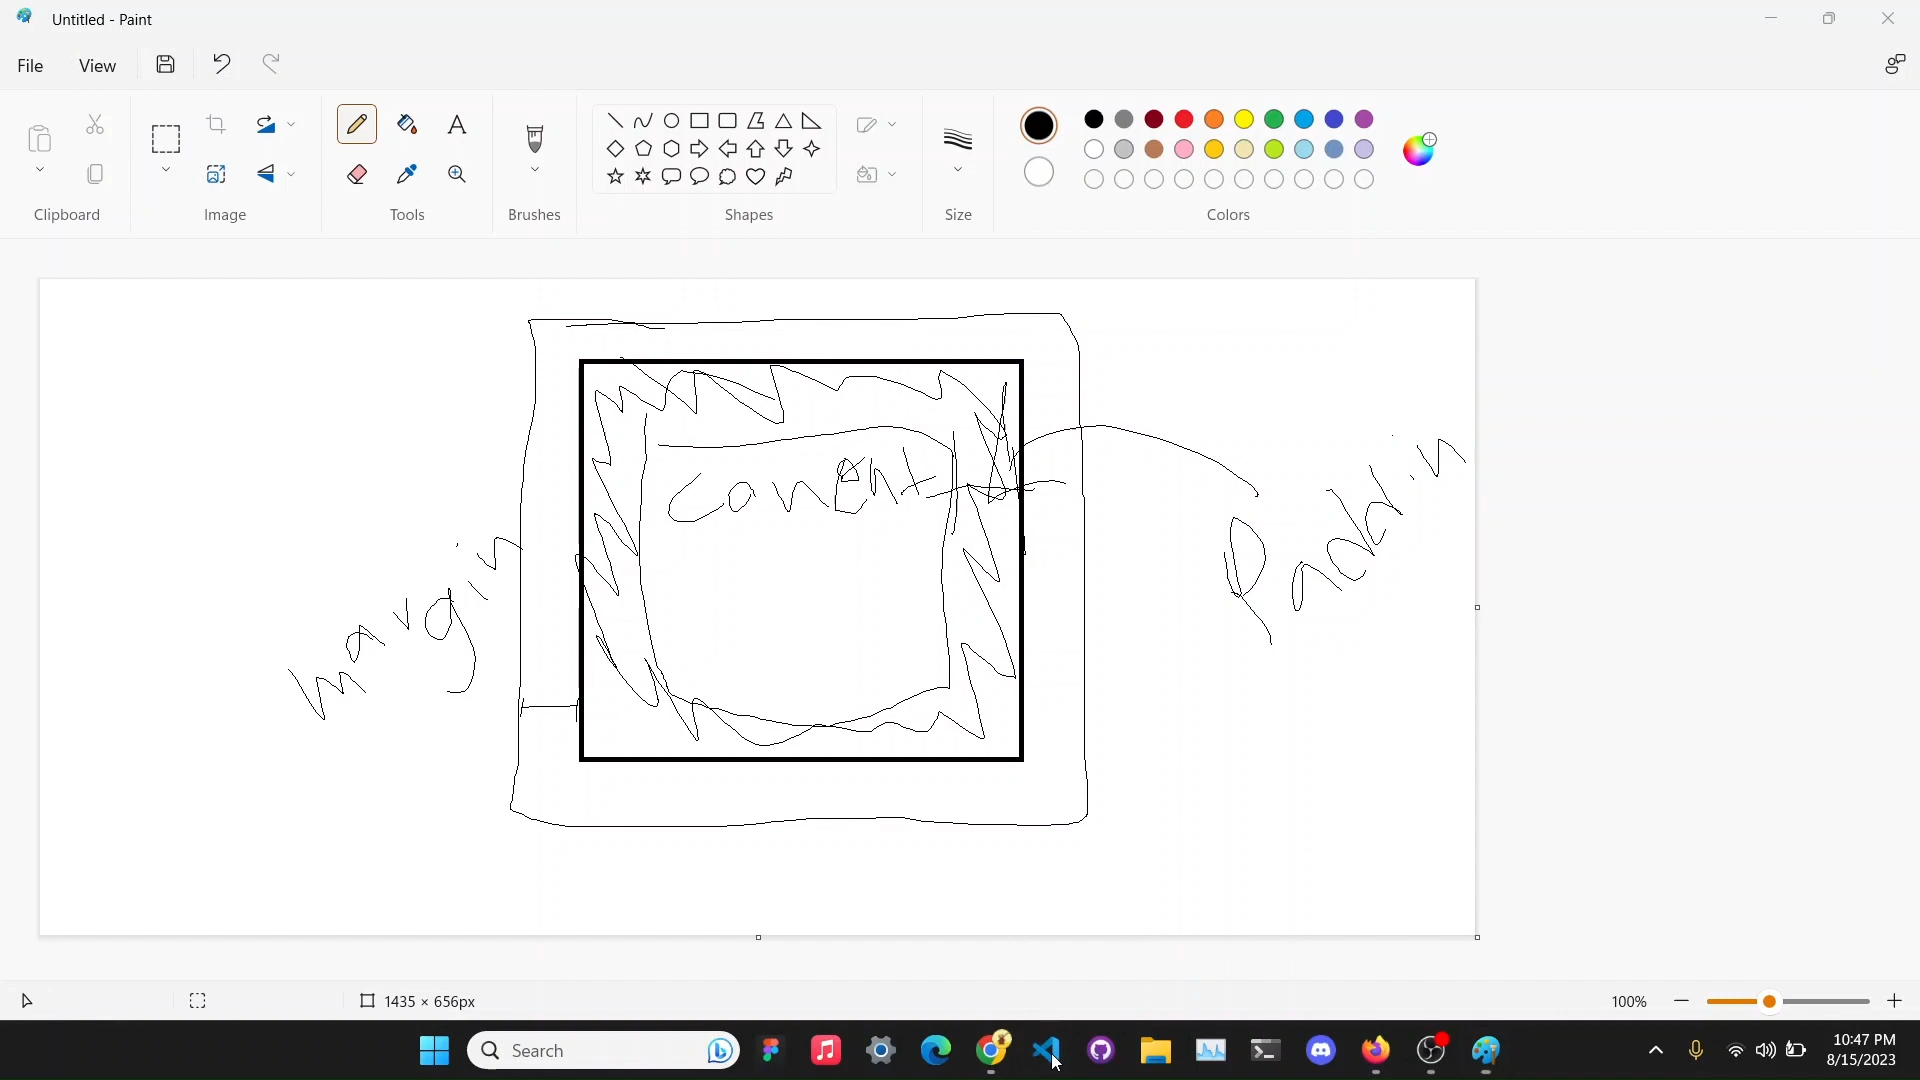 Untitled - Paint
File View
Clipboard
Image
Tools
Brushes
Shapes
Size
Colors
Content
margin
Paddin
1435 × 656px
100%
Search
10:47 PM
8/15/2023